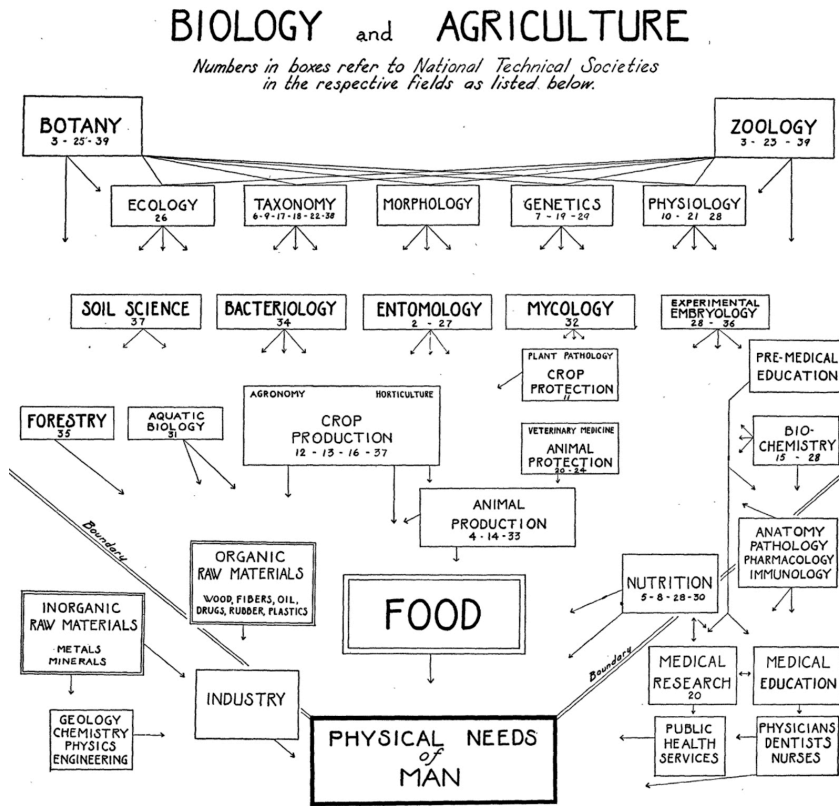 BIOLOGY and AGRICULTURE
Numbers in boxes refer to National Technical Societies
in the respective fields as listed below.
BOTANY
3 - 25 - 39
ZOOLOGY
3 - 23 - 39
ECOLOGY
26
TAXONOMY
6-9-17-18-22-38
MORPHOLOGY
GENETICS
7 - 19 - 29
PHYSIOLOGY
10 - 21 28
SOIL SCIENCE
37
BACTERIOLOGY
34
ENTOMOLOGY
2 - 27
MYCOLOGY
32
EXPERIMENTAL
EMBRYOLOGY
28 - 36
PLANT PATHOLOGY
CROP
PROTECTION
11
PRE-MEDICAL
EDUCATION
FORESTRY
35
AQUATIC
BIOLOGY
31
AGRONOMY
HORTICULTURE
CROP
PRODUCTION
12 - 13 - 16 - 37
VETERINARY MEDICINE
ANIMAL
PROTECTION
20 - 24
BIO-
CHEMISTRY
15 - 28
ANIMAL
PRODUCTION
4 - 14 - 33
Boundary
ORGANIC
RAW MATERIALS
WOOD, FIBERS, OIL,
DRUGS, RUBBER, PLASTICS
FOOD
NUTRITION
5 - 8 - 28 - 30
ANATOMY
PATHOLOGY
PHARMACOLOGY
IMMUNOLOGY
INORGANIC
RAW MATERIALS
METALS
MINERALS
Boundary
INDUSTRY
MEDICAL
RESEARCH
20
MEDICAL
EDUCATION
GEOLOGY
CHEMISTRY
PHYSICS
ENGINEERING
PHYSICAL NEEDS
of
MAN
PUBLIC
HEALTH
SERVICES
PHYSICIANS
DENTISTS
NURSES